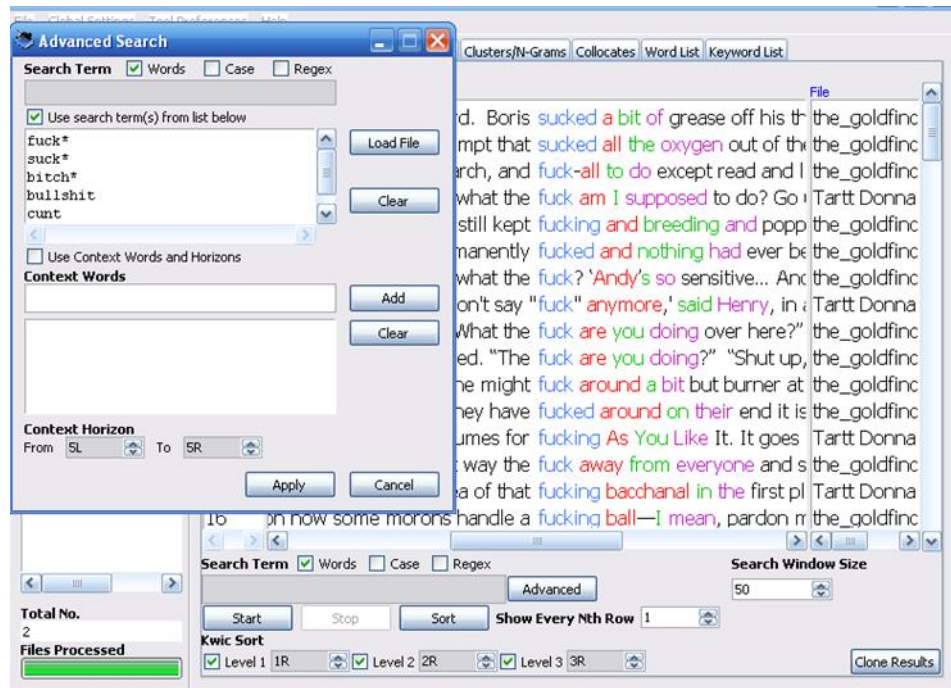 File Global Settings Tool Preferences Help
Advanced Search
Search Term Words Case Regex
Use search term(s) from list below
fuck*
suck*
bitch*
bullshit
cunt
Load File
Clear
Use Context Words and Horizons
Context Words
Add
Clear
Context Horizon
From 5L To 5R
Apply Cancel
Clusters/N-Grams Collocates Word List Keyword List
File
d. Boris sucked a bit of grease off his th the_goldfinc
mpt that sucked all the oxygen out of the the_goldfinc
rch, and fuck-all to do except read and l the_goldfinc
what the fuck am I supposed to do? Go Tartt Donna
still kept fucking and breeding and popp the_goldfinc
manently fucked and nothing had ever be the_goldfinc
what the fuck? 'Andy's so sensitive... And the_goldfinc
on't say "fuck" anymore,' said Henry, in a Tartt Donna
What the fuck are you doing over here?" the_goldfinc
ed. "The fuck are you doing?" "Shut up, the_goldfinc
he might fuck around a bit but burner at the_goldfinc
hey have fucked around on their end it is the_goldfinc
umes for fucking As You Like It. It goes Tartt Donna
way the fuck away from everyone and s the_goldfinc
ea of that fucking bacchanal in the first pl Tartt Donna
16 on how some morons handle a fucking ball—I mean, pardon m the_goldfinc
Search Term Words Case Regex
Advanced
Search Window Size
50
Start Stop Sort Show Every Nth Row 1
Kwic Sort
Level 1 1R Level 2 2R Level 3 3R
Clone Results
Total No.
2
Files Processed